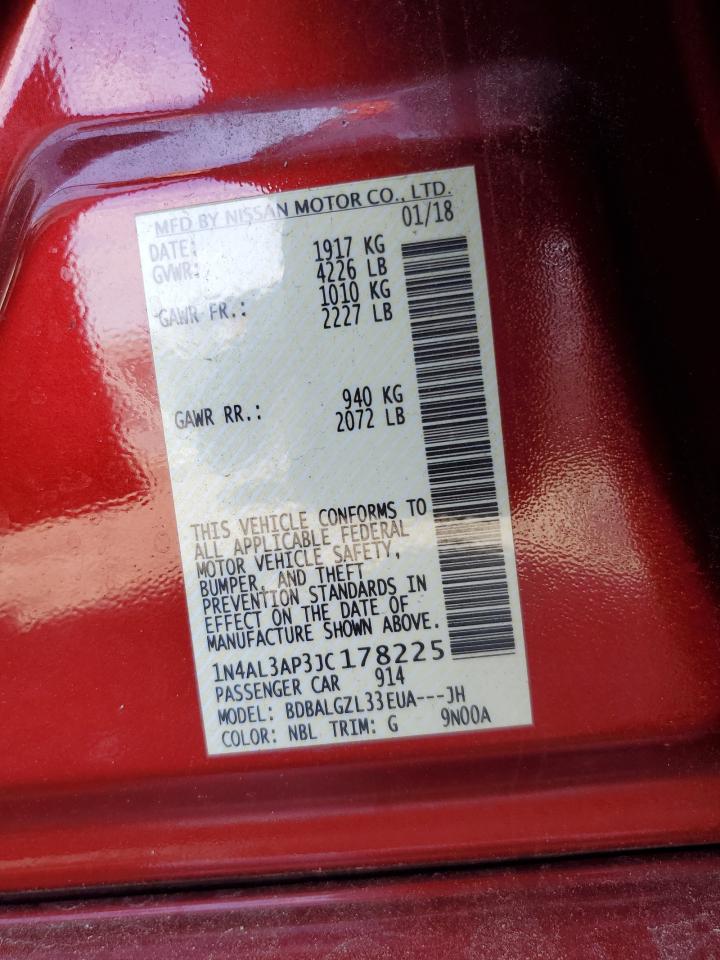 MFD BY NISSAN MOTOR CO., LTD.
DATE: 01/18
GVWR: 1917 KG
4226 LB
GAWR FR.: 1010 KG
2227 LB
GAWR RR.: 940 KG
2072 LB
THIS VEHICLE CONFORMS TO
ALL APPLICABLE FEDERAL
MOTOR VEHICLE SAFETY,
BUMPER, AND THEFT
PREVENTION STANDARDS IN
EFFECT ON THE DATE OF
MANUFACTURE SHOWN ABOVE.
1N4AL3AP3JC178225
PASSENGER CAR 914
MODEL: BDBALGZL33EUA---JH
COLOR: NBL TRIM: G 9N00A